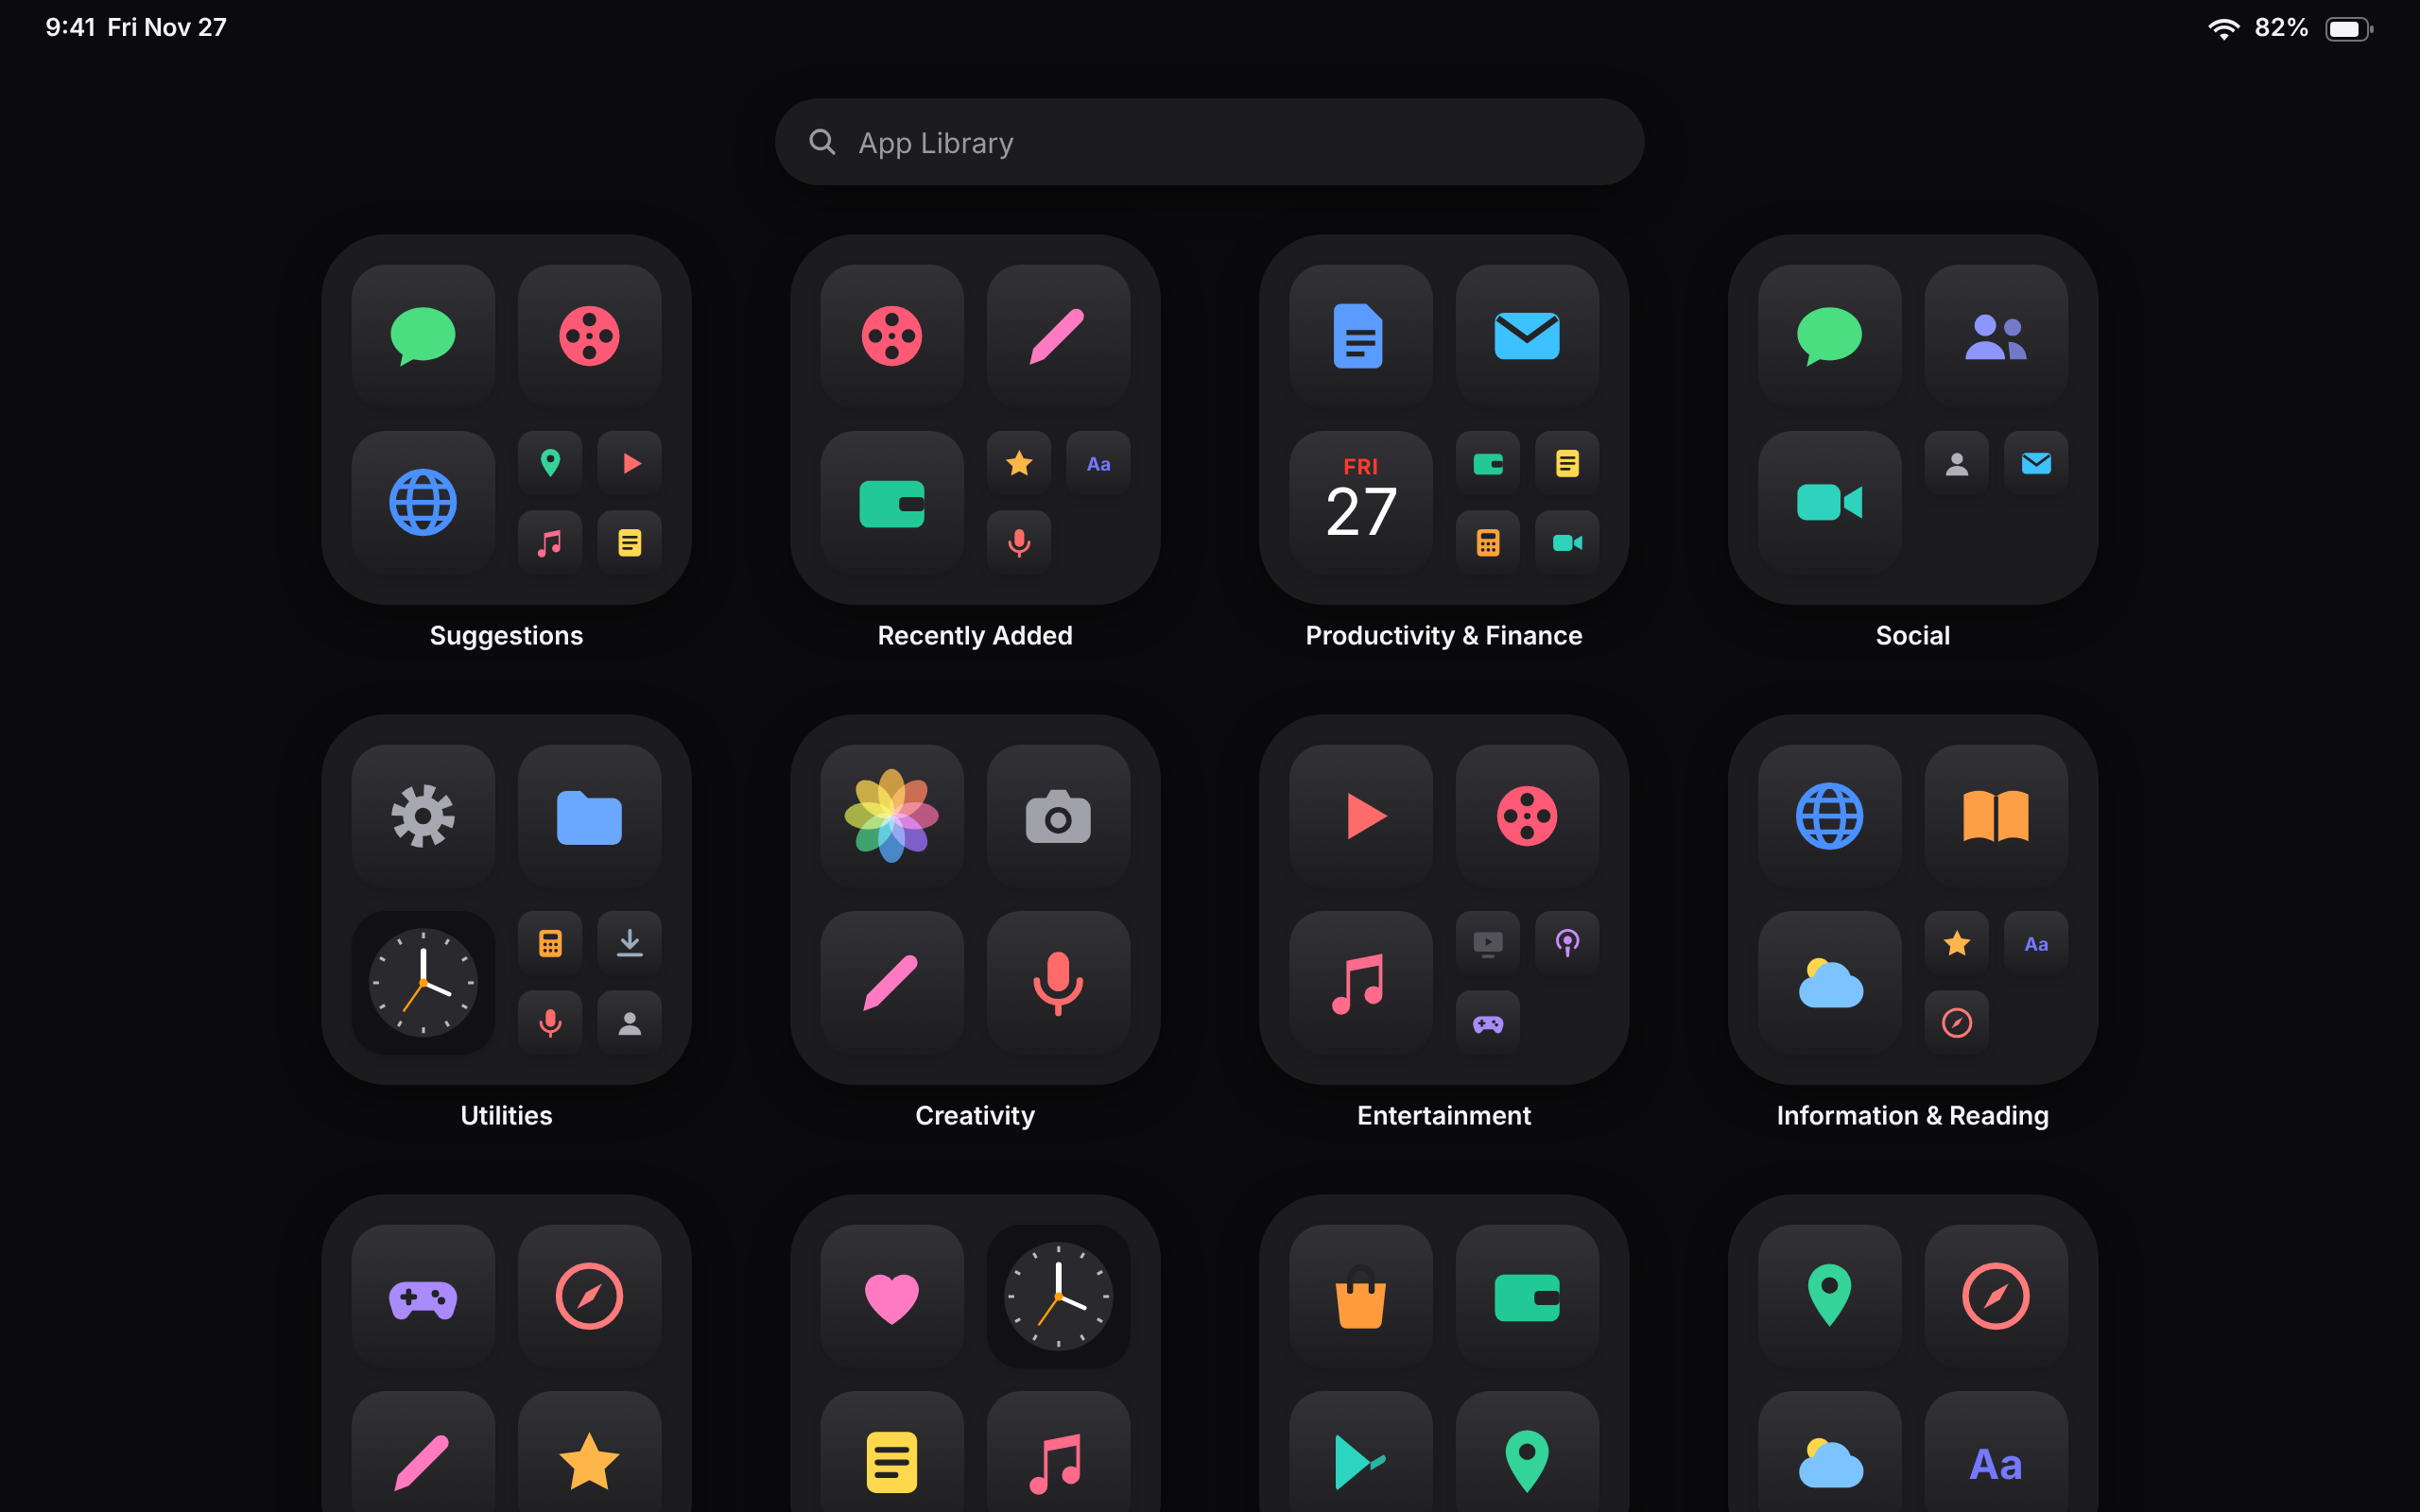 9:41 Fri Nov 27
82%
App Library
Aa
FRI
27
Suggestions
Recently Added
Productivity & Finance
Social
Aa
Utilities
Creativity
Entertainment
Information & Reading
Aa